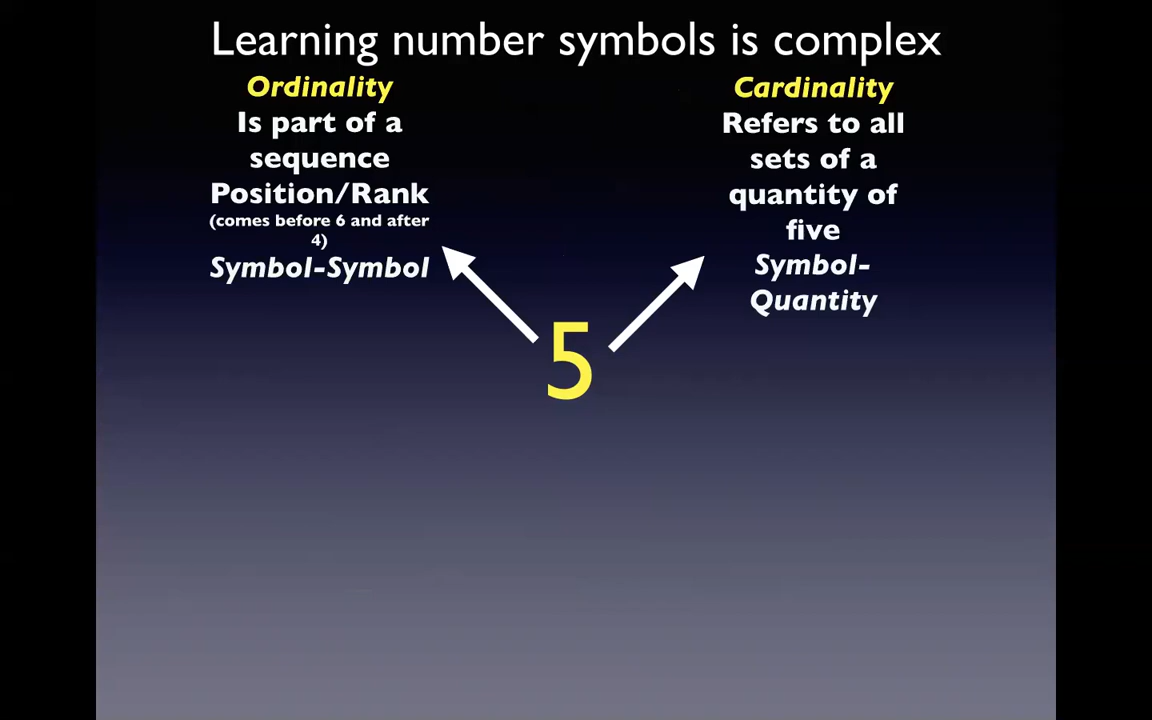 Learning number symbols is complex
Ordinality
Is part of a
sequence
Position/Rank
(comes before 6 and after
4)
Symbol-Symbol
Cardinality
Refers to all
sets of a
quantity of
five
Symbol-
Quantity
5